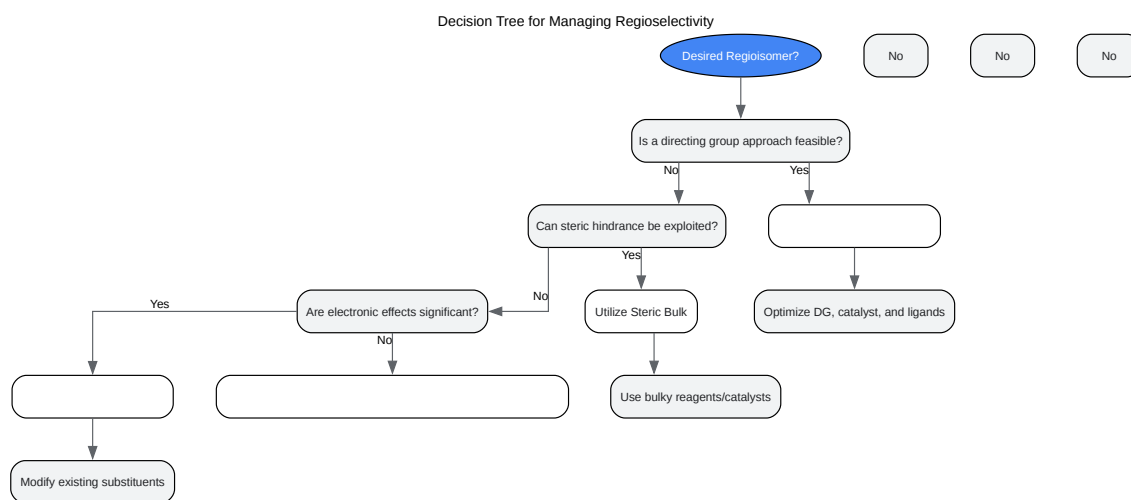 Decision Tree for Managing Regioselectivity
Desired Regioisomer?
No
No
No
Is a directing group approach feasible?
No
Yes
Can steric hindrance be exploited?
Yes
No
Yes
Are electronic effects significant?
Utilize Steric Bulk
Optimize DG, catalyst, and ligands
No
Use bulky reagents/catalysts
Modify existing substituents